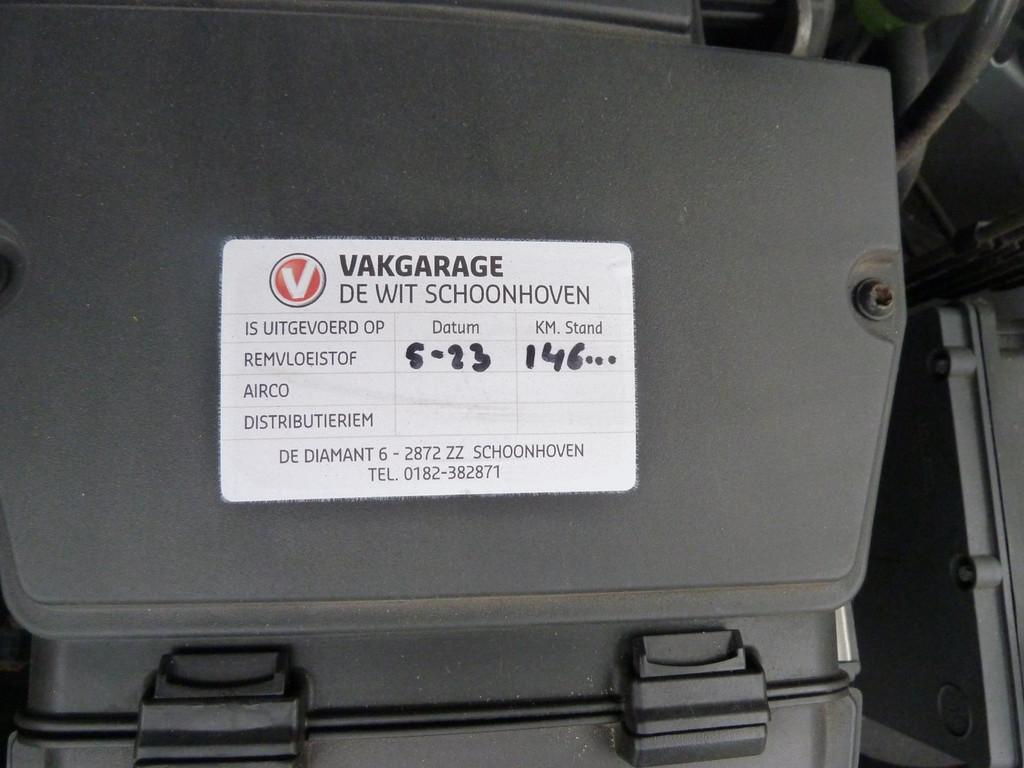 V VAKGARAGE
DE WIT SCHOONHOVEN
IS UITGEVOERD OP Datum KM. Stand
REMVLOEISTOF 5-23 146...
AIRCO
DISTRIBUTIERIEM
DE DIAMANT 6 - 2872 ZZ SCHOONHOVEN
TEL. 0182-382871